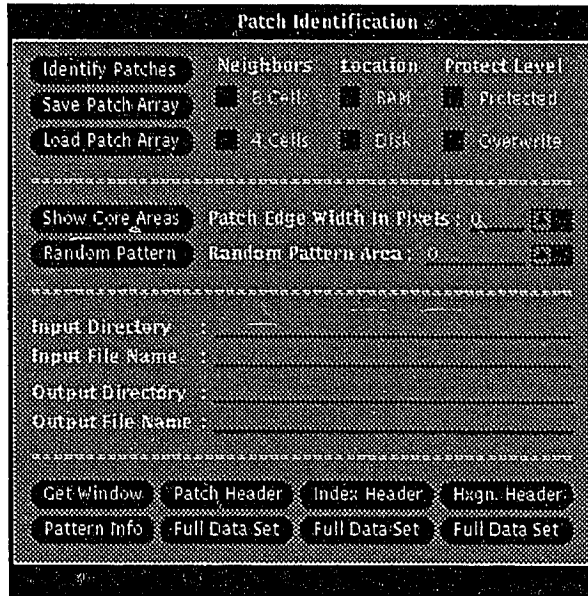 Patch Identification
Identify Patches Neighbors Location Protect Level
Save Patch Array 8 Cell RAM Protected
Load Patch Array 4 Cells Disk Overwrite
Show Core Areas Patch Edge Width In Pixels : 0
Random Pattern Random Pattern Area : 0
Input Directory :
Input File Name :
Output Directory :
Output File Name :
Get Window Patch Header Index Header Hxgn. Header
Pattern Info Full Data Set Full Data Set Full Data Set